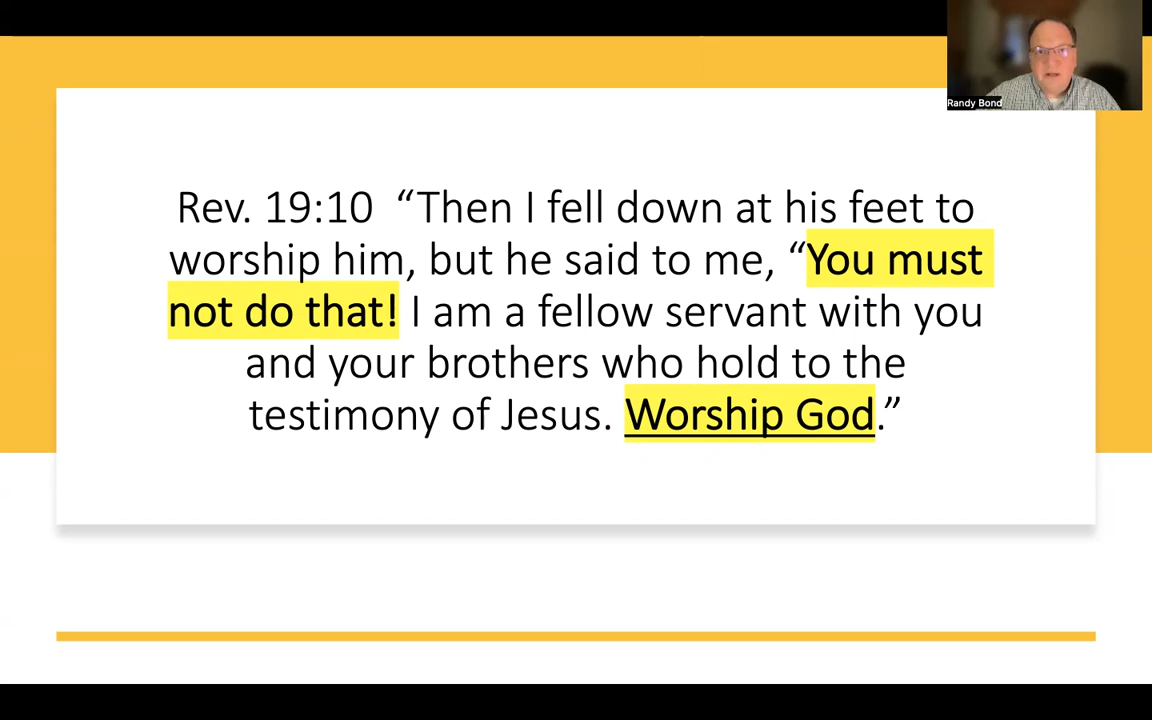 Randy Bond
Rev. 19:10  “Then I fell down at his feet to
worship him, but he said to me, “You must
not do that! I am a fellow servant with you
and your brothers who hold to the
testimony of Jesus. Worship God.”